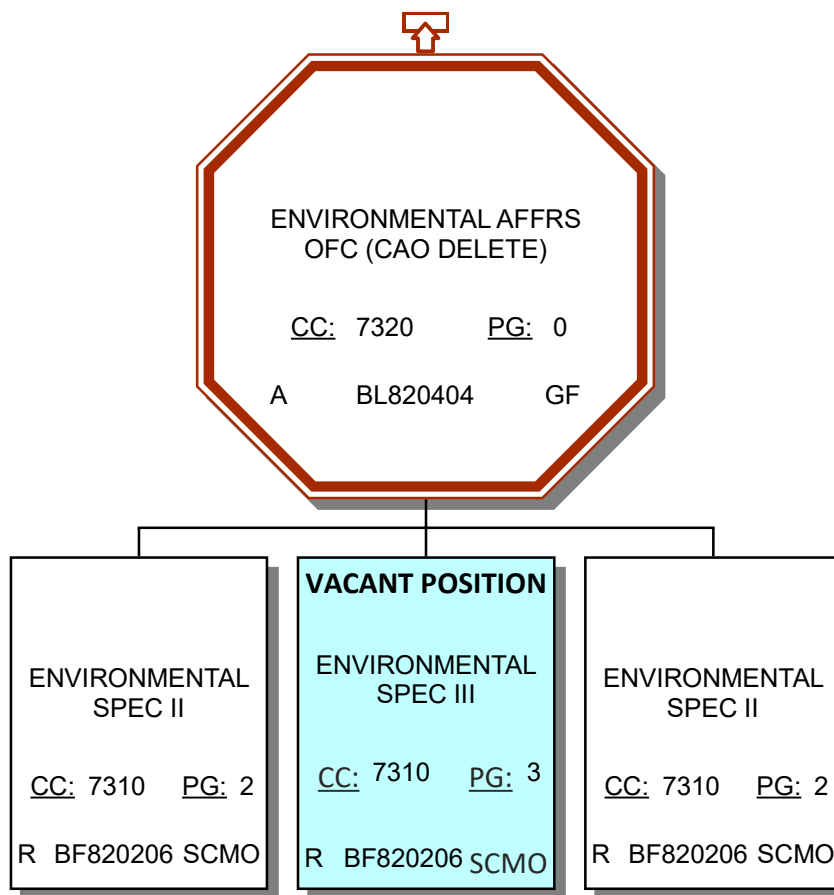 ENVIRONMENTAL AFFRS
OFC (CAO DELETE)
CC: 7320 PG: 0
A BL820404 GF
ENVIRONMENTAL
SPEC II
CC: 7310 PG: 2
R BF820206 SCMO
VACANT POSITION
ENVIRONMENTAL
SPEC III
CC: 7310 PG: 3
R BF820206 SCMO
ENVIRONMENTAL
SPEC II
CC: 7310 PG: 2
R BF820206 SCMO